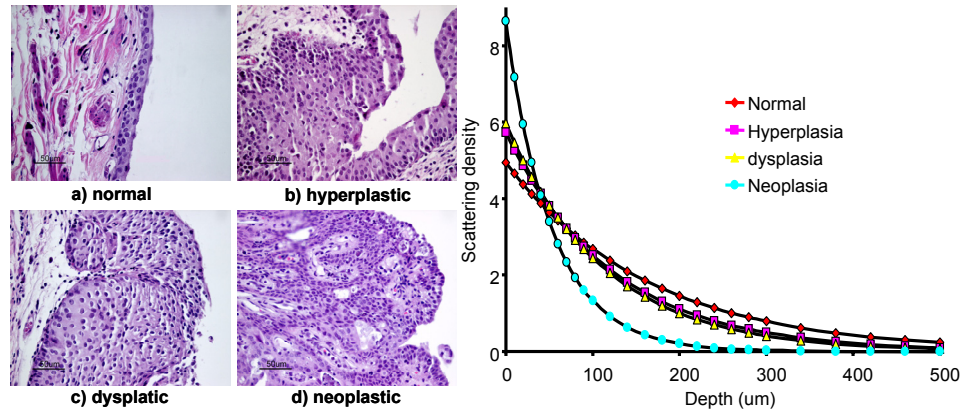 50um
50um
a) normal
b) hyperplastic
50um
50um
c) dysplatic
d) neoplastic
Scattering density
8
6
4
2
0
0 100 200 300 400 500
Depth (um)
Normal
Hyperplasia
dysplasia
Neoplasia